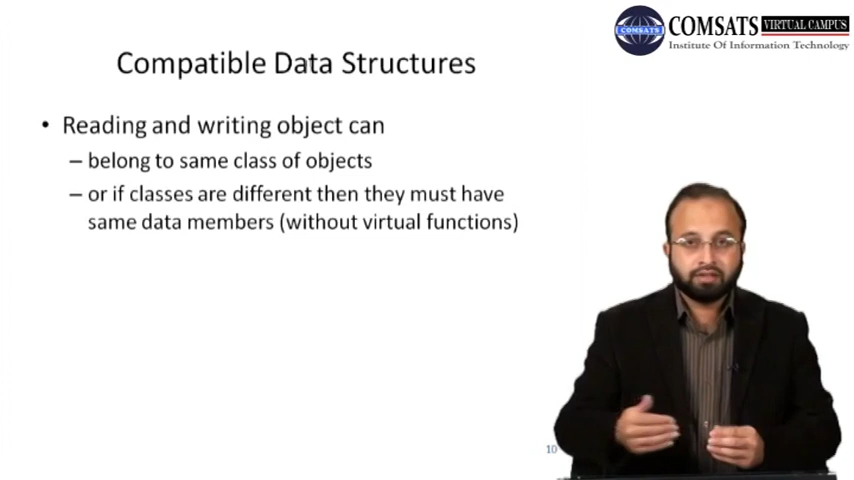 COMSATS
COMSATS VIRTUAL CAMPUS
Institute Of Information Technology
Compatible Data Structures
• Reading and writing object can
– belong to same class of objects
– or if classes are different then they must have
same data members (without virtual functions)
10